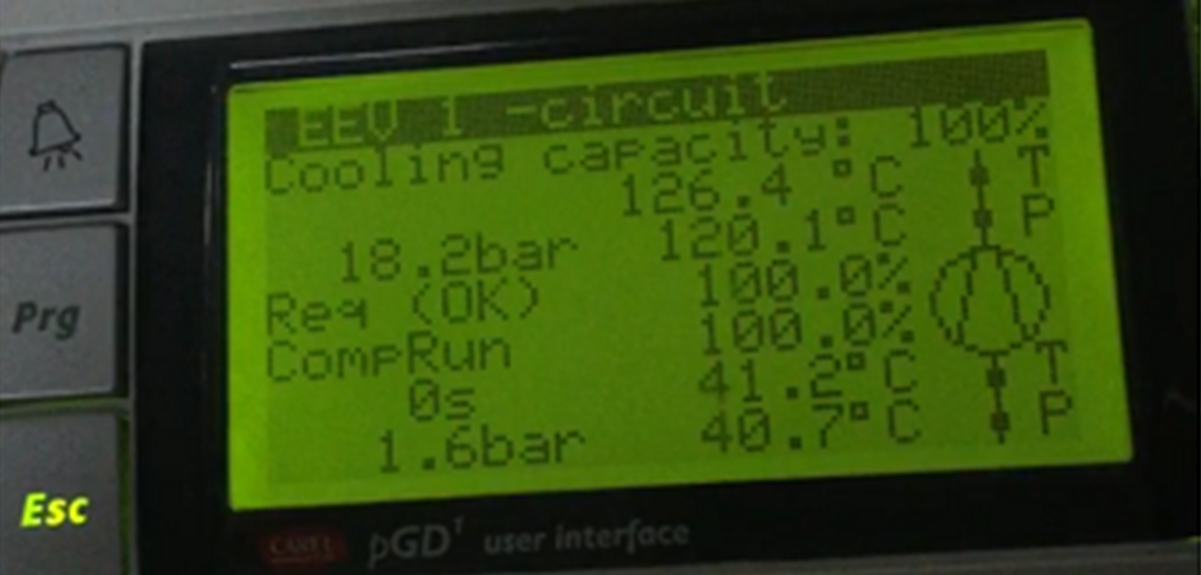 EEV 1 -circuit
Cooling capacity: 100%
126.4 °C T
18.2bar 120.1°C P
Req (OK) 100.0%
CompRun 100.0%
0s 41.2°C T
1.6bar 40.7°C P
Prg
Esc
CAREL pGD¹ user interface